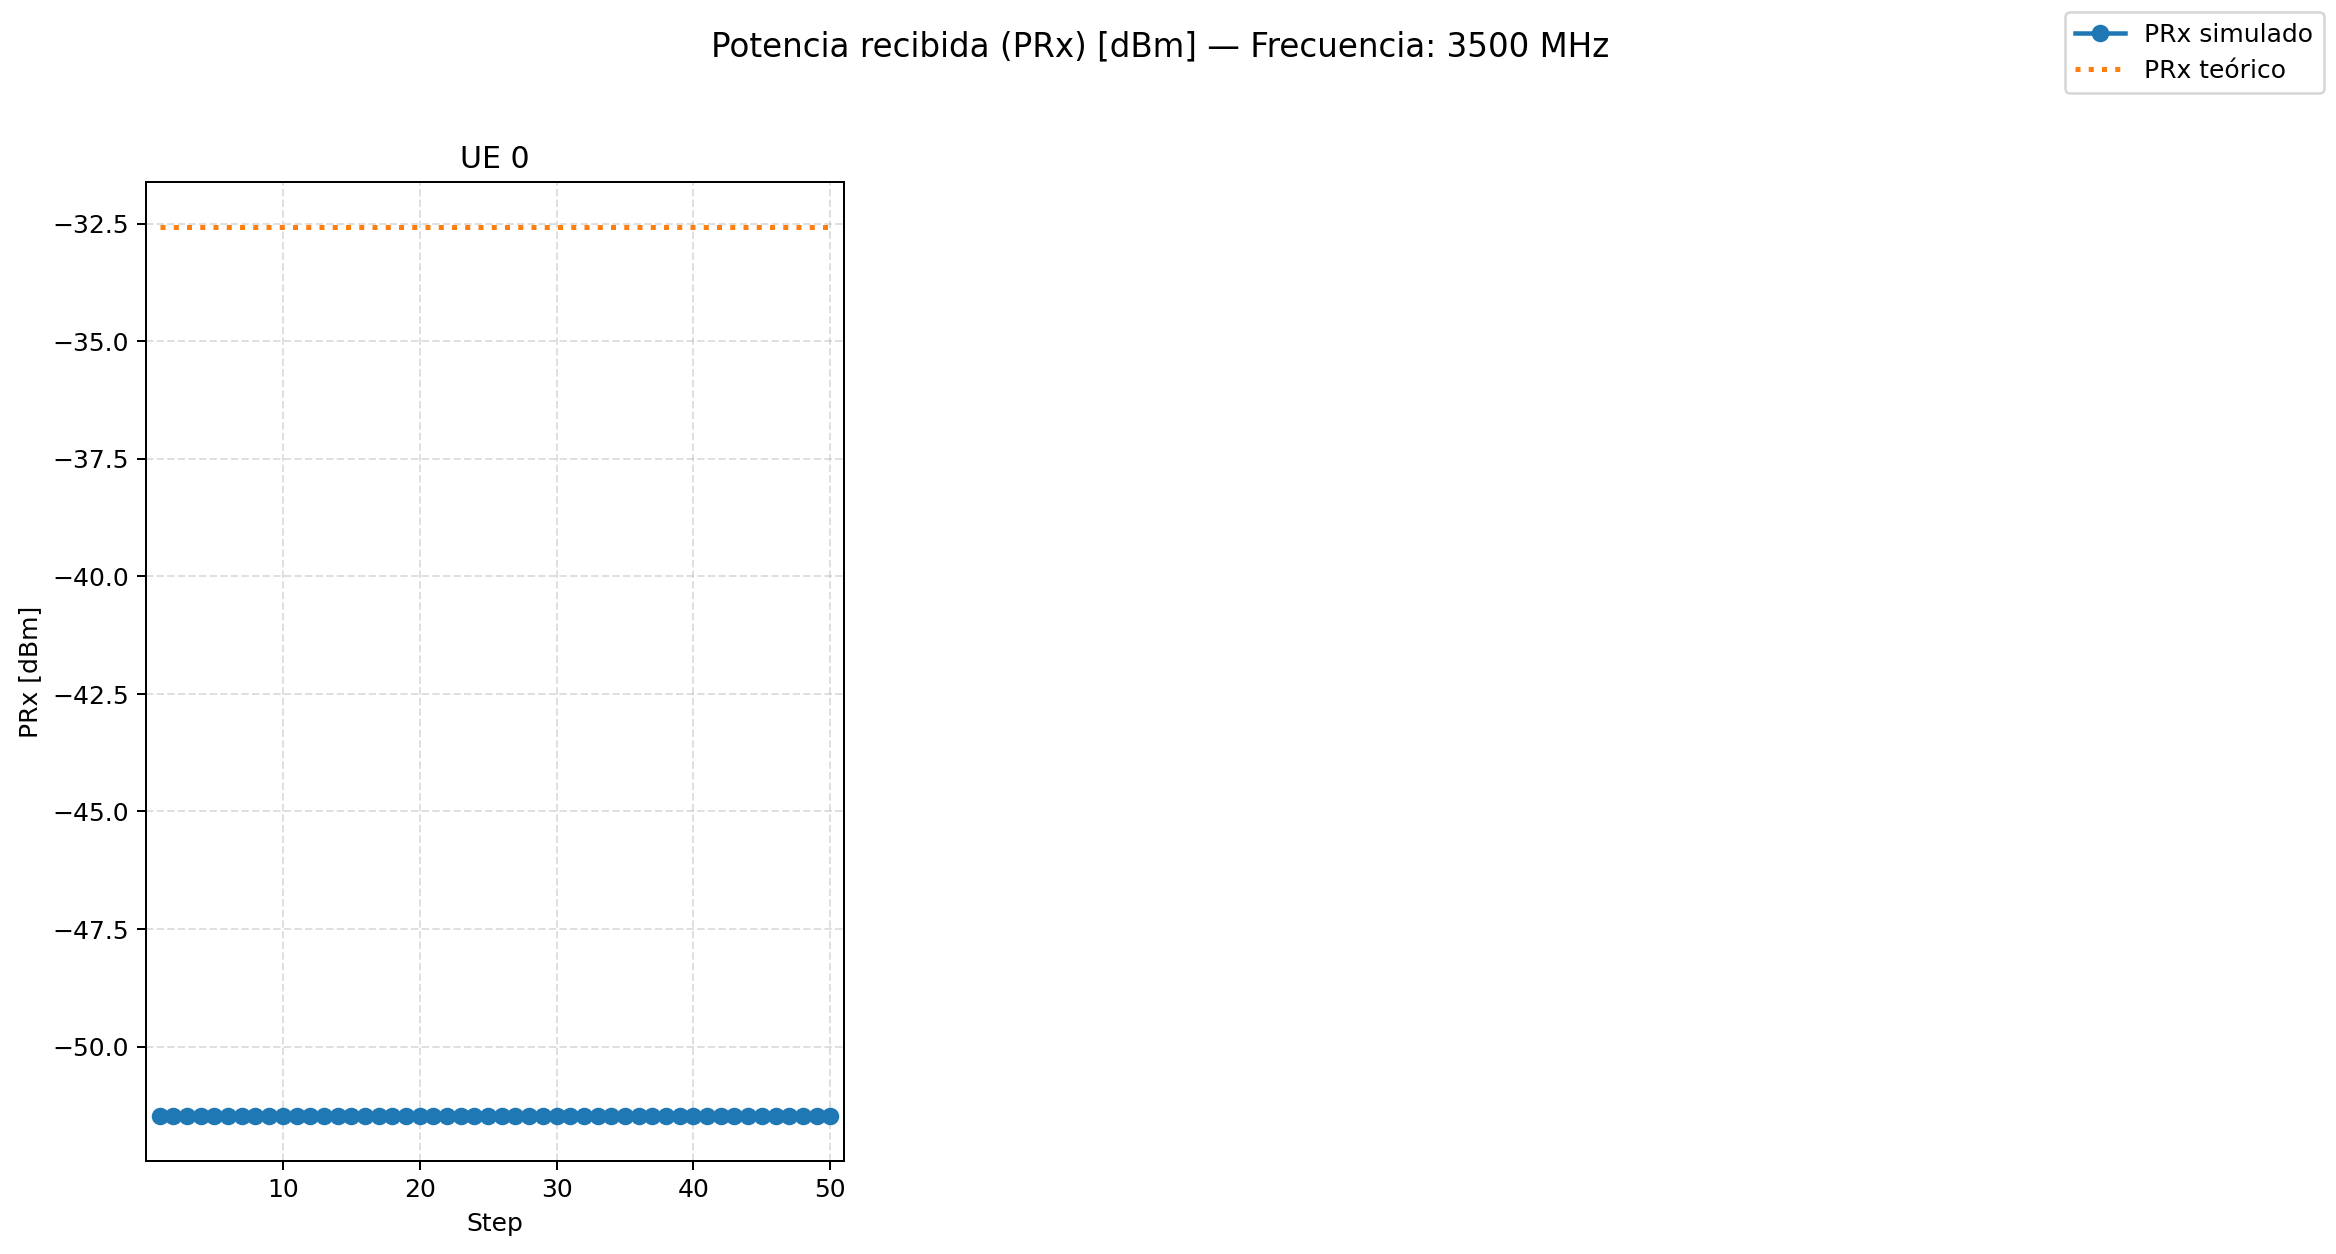 Potencia recibida (PRx) [dBm] — Frecuencia: 3500 MHz
PRx simulado
PRx teórico
UE 0
−32.5
−35.0
−37.5
−40.0
−42.5
−45.0
−47.5
−50.0
PRx [dBm]
10 20 30 40 50
Step